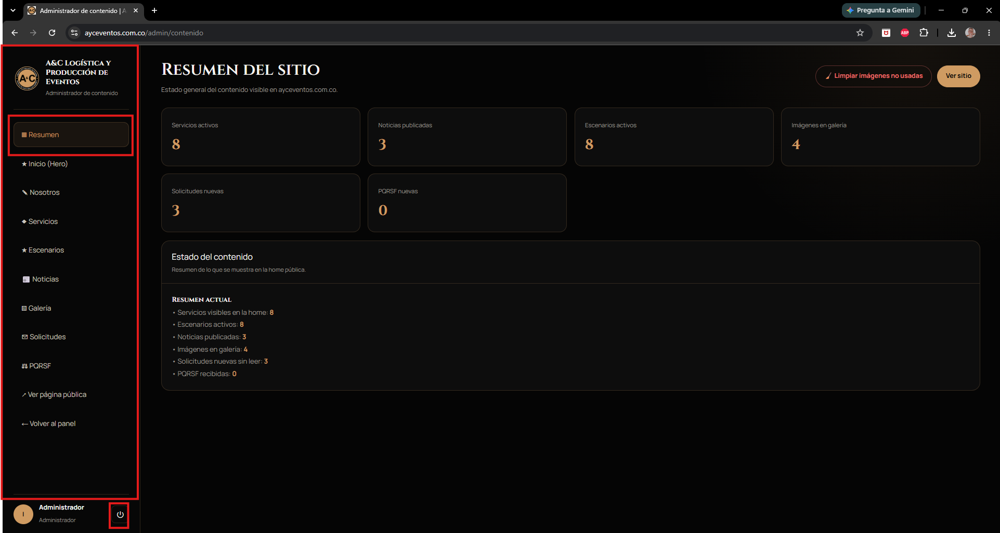 Administrador de contenido | A
Pregunta a Gemini
ayceventos.com.co/admin/contenido
ABP
A&C
A&C Logística y
Producción de
Eventos
Administrador de contenido
Resumen
Inicio (Hero)
Nosotros
Servicios
Escenarios
Noticias
Galería
Solicitudes
PQRSF
Ver página pública
Volver al panel
I
Administrador
Administrador
Resumen del sitio
Estado general del contenido visible en ayceventos.com.co.
Limpiar imágenes no usadas
Ver sitio
Servicios activos
8
Noticias publicadas
3
Escenarios activos
8
Imágenes en galería
4
Solicitudes nuevas
3
PQRSF nuevas
0
Estado del contenido
Resumen de lo que se muestra en la home pública.
Resumen actual
• Servicios visibles en la home: 8
• Escenarios activos: 8
• Noticias publicadas: 3
• Imágenes en galería: 4
• Solicitudes nuevas sin leer: 3
• PQRSF recibidas: 0